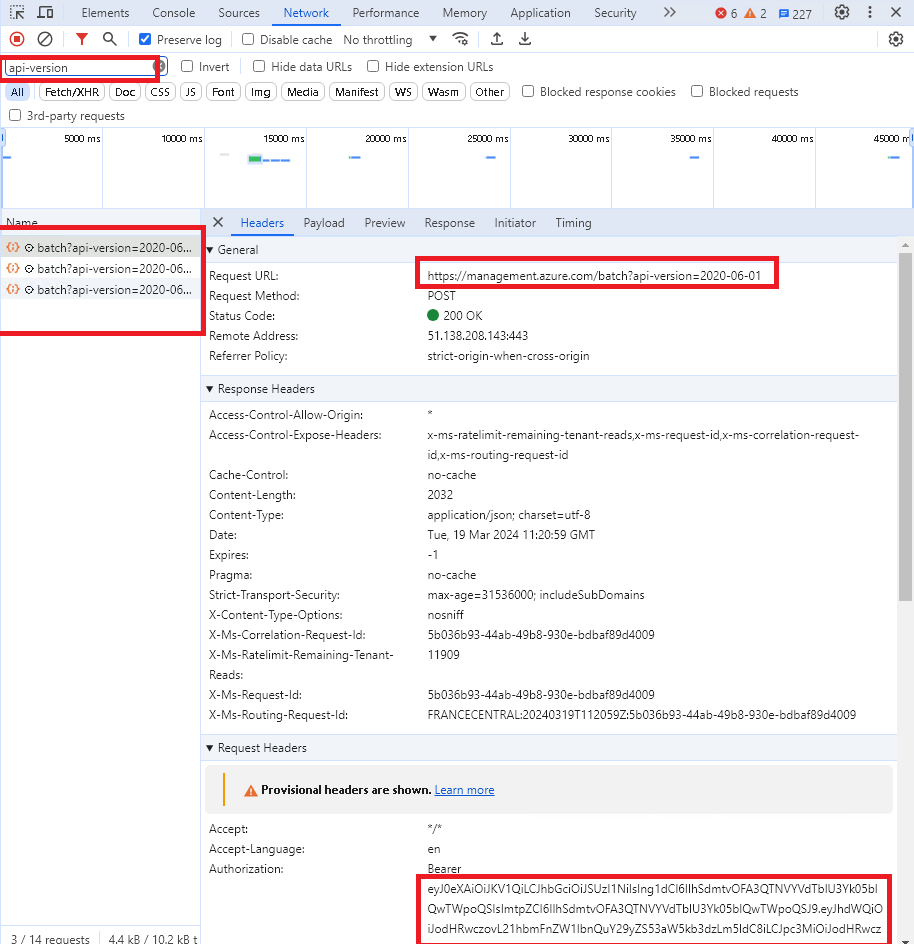 Elements Console Sources Network Performance Memory Application Security 6 2 227
Preserve log Disable cache No throttling
api-version Invert Hide data URLs Hide extension URLs
All Fetch/XHR Doc CSS JS Font Img Media Manifest WS Wasm Other Blocked response cookies Blocked requests
3rd-party requests
5000 ms 10000 ms 15000 ms 20000 ms 25000 ms 30000 ms 35000 ms 40000 ms 45000 m
Name Headers Payload Preview Response Initiator Timing
batch?api-version=2020-06...
batch?api-version=2020-06...
batch?api-version=2020-06...
General
Request URL: https://management.azure.com/batch?api-version=2020-06-01
Request Method: POST
Status Code: 200 OK
Remote Address: 51.138.208.143:443
Referrer Policy: strict-origin-when-cross-origin
Response Headers
Access-Control-Allow-Origin: *
Access-Control-Expose-Headers: x-ms-ratelimit-remaining-tenant-reads,x-ms-request-id,x-ms-correlation-request-
id,x-ms-routing-request-id
Cache-Control: no-cache
Content-Length: 2032
Content-Type: application/json; charset=utf-8
Date: Tue, 19 Mar 2024 11:20:59 GMT
Expires: -1
Pragma: no-cache
Strict-Transport-Security: max-age=31536000; includeSubDomains
X-Content-Type-Options: nosniff
X-Ms-Correlation-Request-Id: 5b036b93-44ab-49b8-930e-bdbaf89d4009
X-Ms-Ratelimit-Remaining-Tenant- 11909
Reads:
X-Ms-Request-Id: 5b036b93-44ab-49b8-930e-bdbaf89d4009
X-Ms-Routing-Request-Id: FRANCECENTRAL:20240319T112059Z:5b036b93-44ab-49b8-930e-bdbaf89d4009
Request Headers
Provisional headers are shown. Learn more
Accept: */*
Accept-Language: en
Authorization: Bearer
3 / 14 requests 4.4 kB / 10.2 kB t